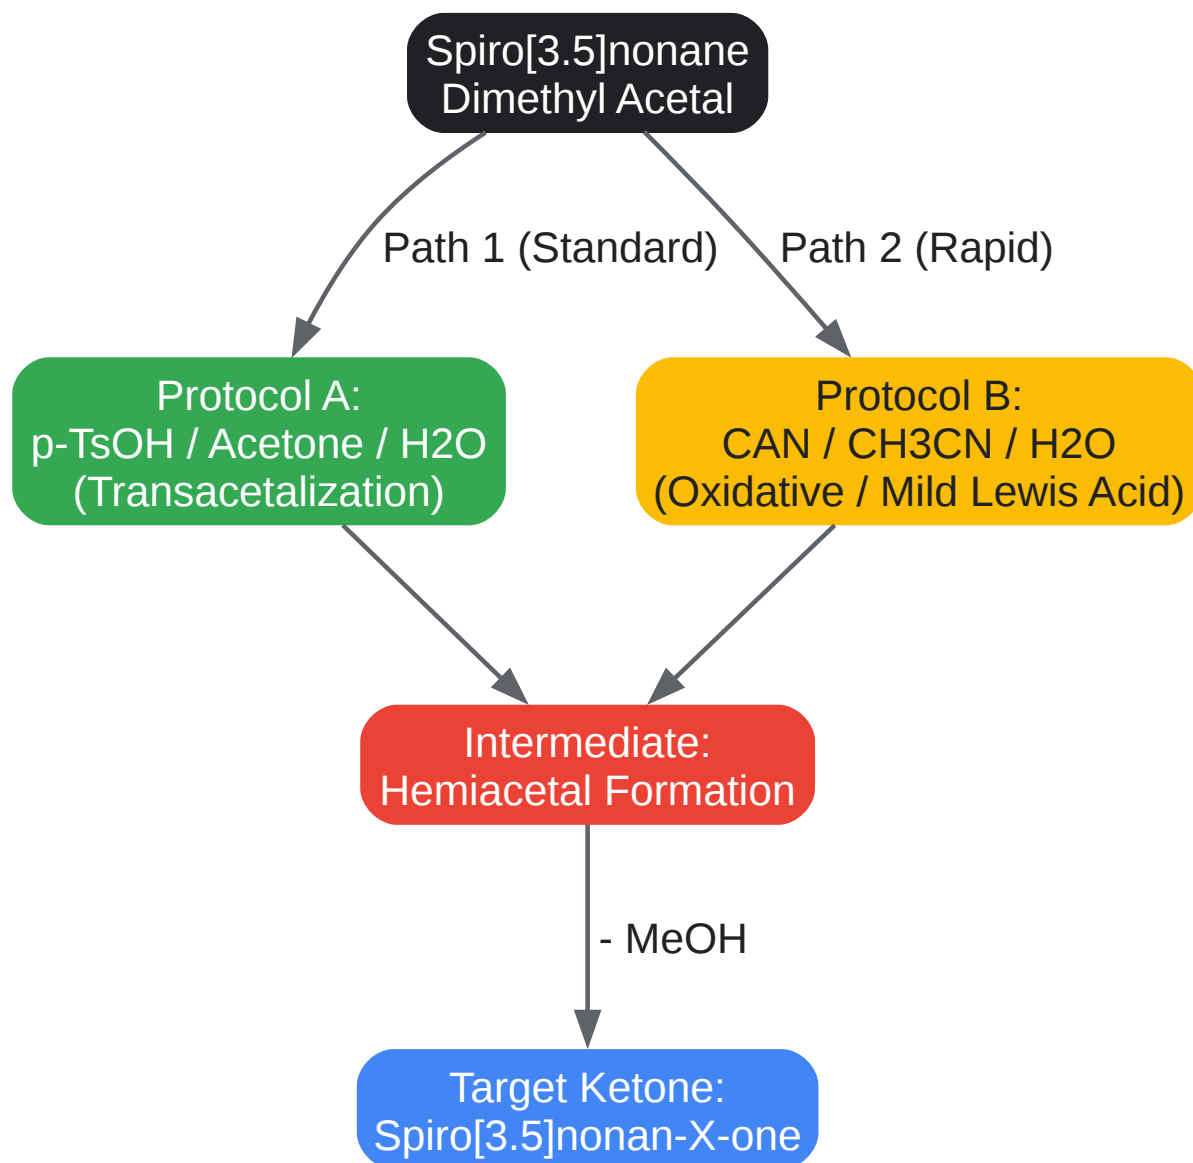 Spiro[3.5]nonane
Dimethyl Acetal
Path 1 (Standard)
Path 2 (Rapid)
Protocol A:
p-TsOH / Acetone / H2O
(Transacetalization)
Protocol B:
CAN / CH3CN / H2O
(Oxidative / Mild Lewis Acid)
Intermediate:
Hemiacetal Formation
- MeOH
Target Ketone:
Spiro[3.5]nonan-X-one